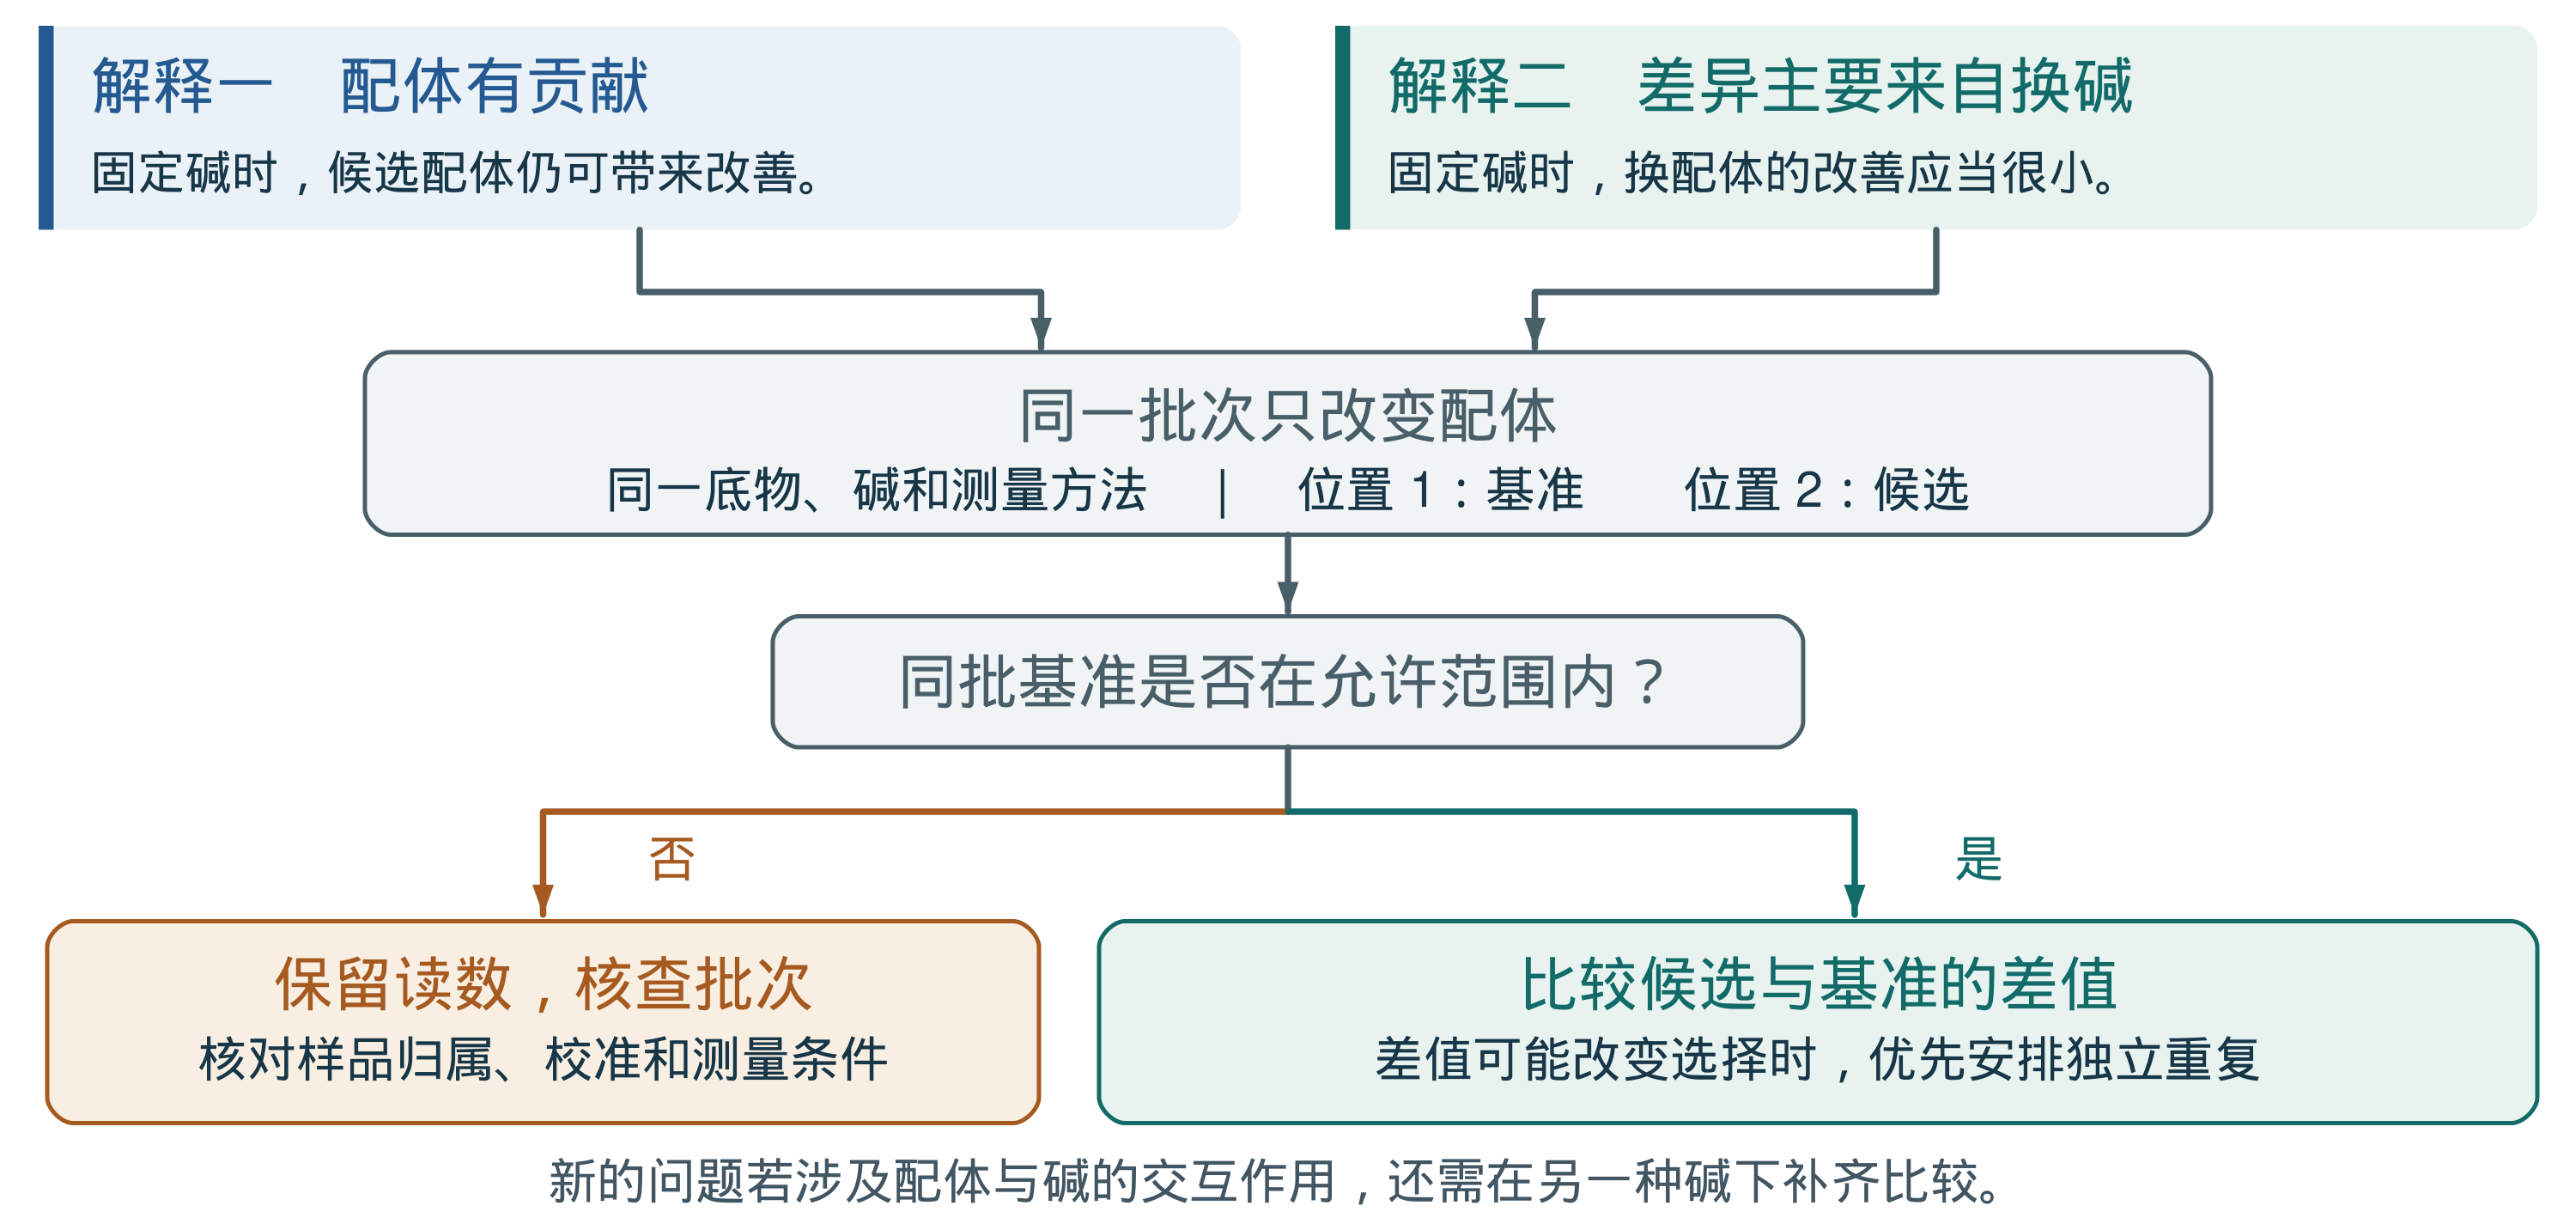 解释一 配体有贡献
固定碱时，候选配体仍可带来改善。
解释二 差异主要来自换碱
固定碱时，换配体的改善应当很小。
同一批次只改变配体
同一底物、碱和测量方法 | 位置 1：基准 位置 2：候选
同批基准是否在允许范围内？
否
是
保留读数，核查批次
核对样品归属、校准和测量条件
比较候选与基准的差值
差值可能改变选择时，优先安排独立重复
新的问题若涉及配体与碱的交互作用，还需在另一种碱下补齐比较。